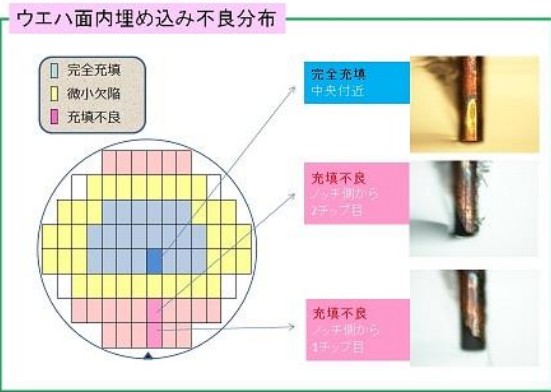 ウエハ面内埋め込み不良分布
完全充填
微小欠陥
充填不良
完全充填
中央付近
充填不良
ノッチ側から
2チップ目
充填不良
ノッチ側から
1チップ目